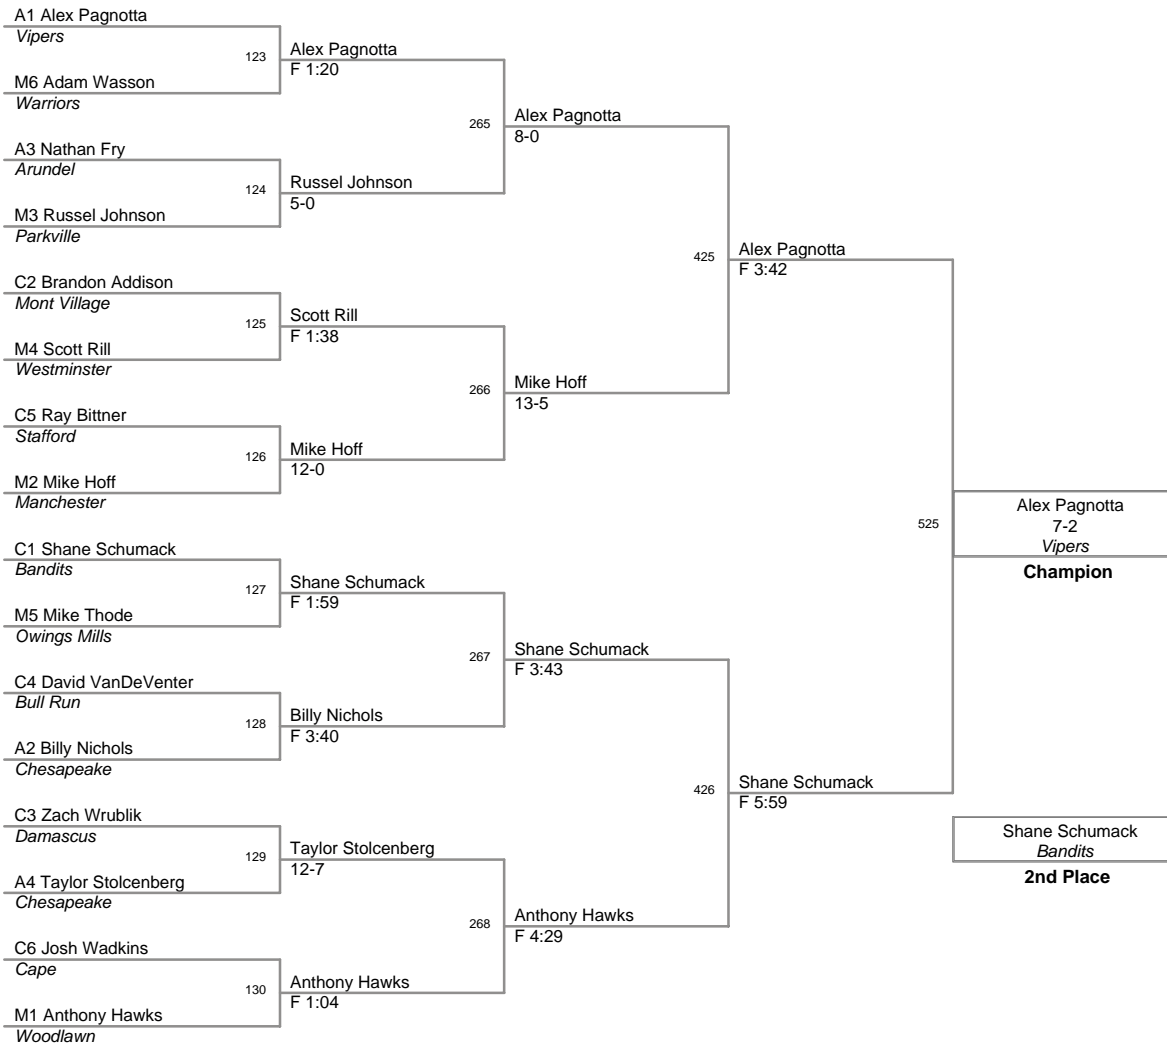 A1 Alex Pagnotta
Vipers
123
Alex Pagnotta
F 1:20
M6 Adam Wasson
Warriors
265
Alex Pagnotta
8-0
A3 Nathan Fry
Arundel
124
Russel Johnson
5-0
M3 Russel Johnson
Parkville
425
Alex Pagnotta
F 3:42
C2 Brandon Addison
Mont Village
125
Scott Rill
F 1:38
M4 Scott Rill
Westminster
266
Mike Hoff
13-5
C5 Ray Bittner
Stafford
126
Mike Hoff
12-0
M2 Mike Hoff
Manchester
525
Alex Pagnotta
7-2
Vipers
Champion
C1 Shane Schumack
Bandits
127
Shane Schumack
F 1:59
M5 Mike Thode
Owings Mills
267
Shane Schumack
F 3:43
C4 David VanDeVenter
Bull Run
128
Billy Nichols
F 3:40
A2 Billy Nichols
Chesapeake
426
Shane Schumack
F 5:59
C3 Zach Wrublik
Damascus
129
Taylor Stolcenberg
12-7
A4 Taylor Stolcenberg
Chesapeake
Shane Schumack
Bandits
2nd Place
268
Anthony Hawks
F 4:29
C6 Josh Wadkins
Cape
130
Anthony Hawks
F 1:04
M1 Anthony Hawks
Woodlawn